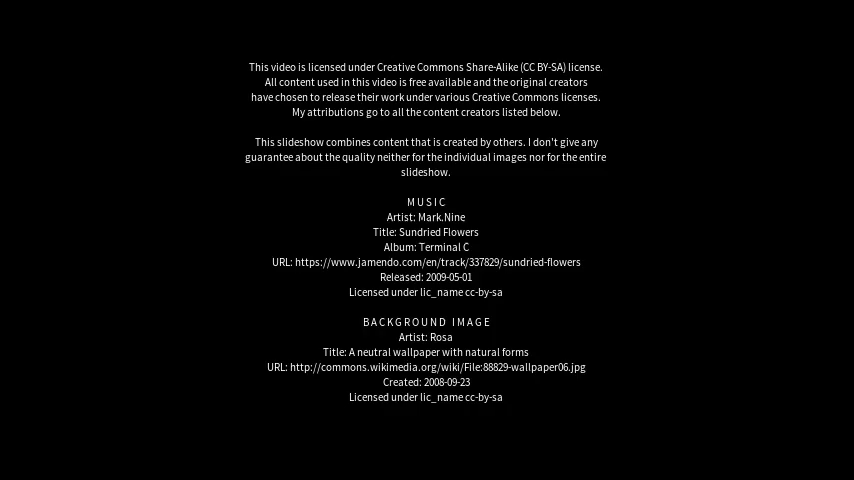 This video is licensed under Creative Commons Share-Alike (CC BY-SA) license.
All content used in this video is free available and the original creators
have chosen to release their work under various Creative Commons licenses.
My attributions go to all the content creators listed below.
This slideshow combines content that is created by others. I don't give any
guarantee about the quality neither for the individual images nor for the entire
slideshow.
MUSIC
Artist: Mark.Nine
Title: Sundried Flowers
Album: Terminal C
URL: https://www.jamendo.com/en/track/337829/sundried-flowers
Released: 2009-05-01
Licensed under lic_name cc-by-sa
BACKGROUND IMAGE
Artist: Rosa
Title: A neutral wallpaper with natural forms
URL: http://commons.wikimedia.org/wiki/File:88829-wallpaper06.jpg
Created: 2008-09-23
Licensed under lic_name cc-by-sa